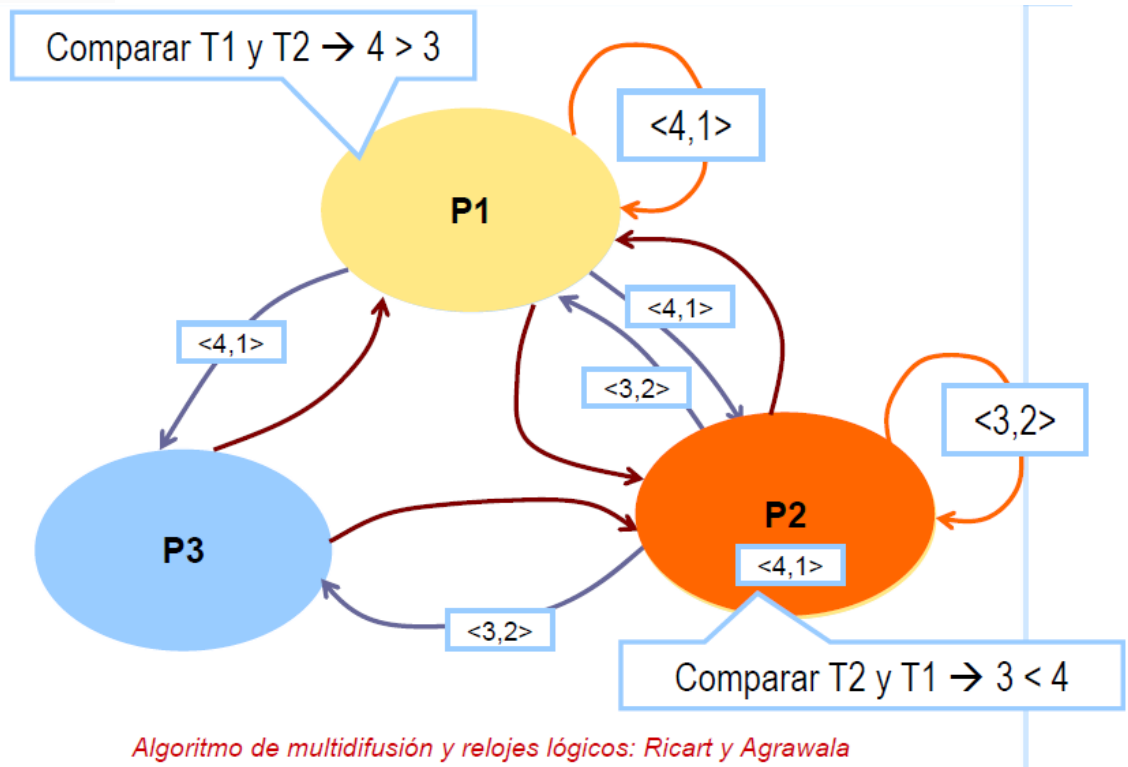 Comparar T1 y T2 → 4 > 3
<4,1>
P1
<4,1>
<4,1>
<3,2>
<3,2>
P2
P3
<4,1>
<3,2>
Comparar T2 y T1 → 3 < 4
Algoritmo de multidifusión y relojes lógicos: Ricart y Agrawala